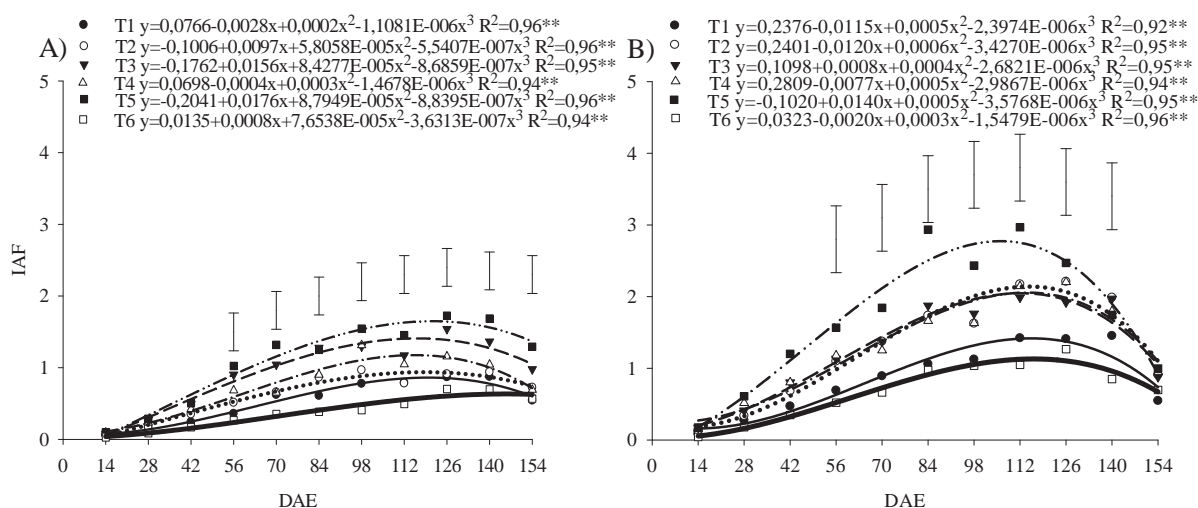 A)
T1 y=0,0766-0,0028x+0,0002x²-1,1081E-006x³ R²=0,96**
T2 y=-0,1006+0,0097x+5,8058E-005x²-5,5407E-007x³ R²=0,96**
T3 y=-0,1762+0,0156x+8,4277E-005x²-8,6859E-007x³ R²=0,95**
T4 y=0,0698-0,0004x+0,0003x²-1,4678E-006x³ R²=0,94**
T5 y=-0,2041+0,0176x+8,7949E-005x²-8,8395E-007x³ R²=0,96**
T6 y=0,0135+0,0008x+7,6538E-005x²-3,6313E-007x³ R²=0,94**
5
4
3
2
1
0
IAF
0 14 28 42 56 70 84 98 112 126 140 154
DAE
B)
T1 y=0,2376-0,0115x+0,0005x²-2,3974E-006x³ R²=0,92**
T2 y=0,2401-0,0120x+0,0006x²-3,4270E-006x³ R²=0,95**
T3 y=0,1098+0,0008x+0,0004x²-2,6821E-006x³ R²=0,95**
T4 y=0,2809-0,0077x+0,0005x²-2,9867E-006x³ R²=0,94**
T5 y=-0,1020+0,0140x+0,0005x²-3,5768E-006x³ R²=0,95**
T6 y=0,0323-0,0020x+0,0003x²-1,5479E-006x³ R²=0,96**
5
4
3
2
1
0
0 14 28 42 56 70 84 98 112 126 140 154
DAE